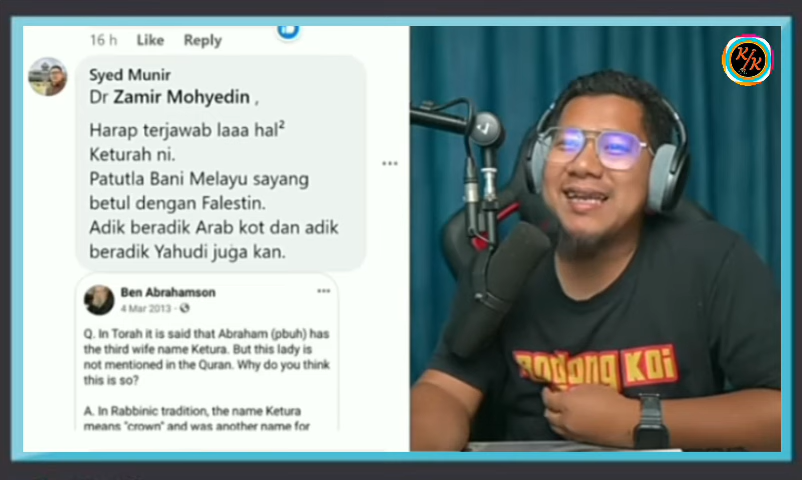 16 h Like Reply
Syed Munir
Dr Zamir Mohyedin ,
Harap terjawab laaa hal²
Keturah ni.
Patutla Bani Melayu sayang
betul dengan Falestin.
Adik beradik Arab kot dan adik
beradik Yahudi juga kan.
Ben Abrahamson
4 Mar 2013 ·
Q. In Torah it is said that Abraham (pbuh) has
the third wife name Ketura. But this lady is
not mentioned in the Quran. Why do you think
this is so?
A. In Rabbinic tradition, the name Ketura
means "crown" and was another name for
KOI